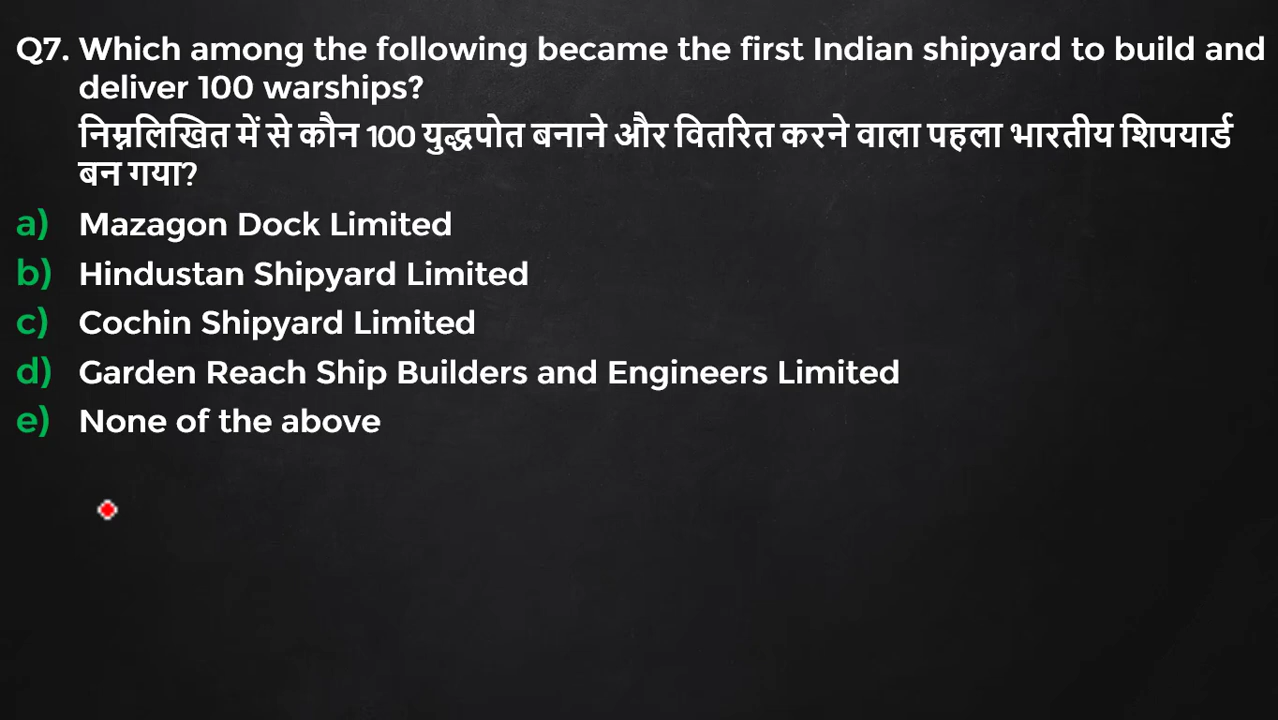 Q7. Which among the following became the first Indian shipyard to build and
deliver 100 warships?
निम्नलिखित में से कौन 100 युद्धपोत बनाने और वितरित करने वाला पहला भारतीय शिपयार्ड
बन गया?
a) Mazagon Dock Limited
b) Hindustan Shipyard Limited
c) Cochin Shipyard Limited
d) Garden Reach Ship Builders and Engineers Limited
e) None of the above